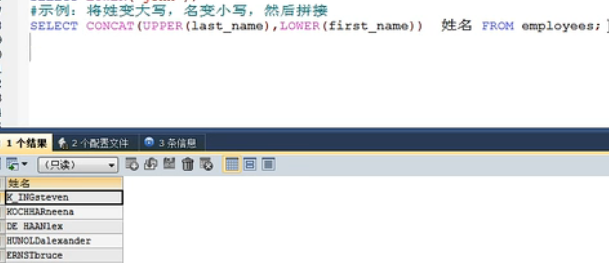 #示例：将姓变大写，名变小写，然后拼接
SELECT CONCAT(UPPER(last_name),LOWER(first_name)) 姓名 FROM employees;
1 个结果 2 个配置文件 3 条信息
(只读)
姓名
K_INGsteven
KOCHHARneena
DE HAANlex
HUNOLDalexander
ERNSTbruce